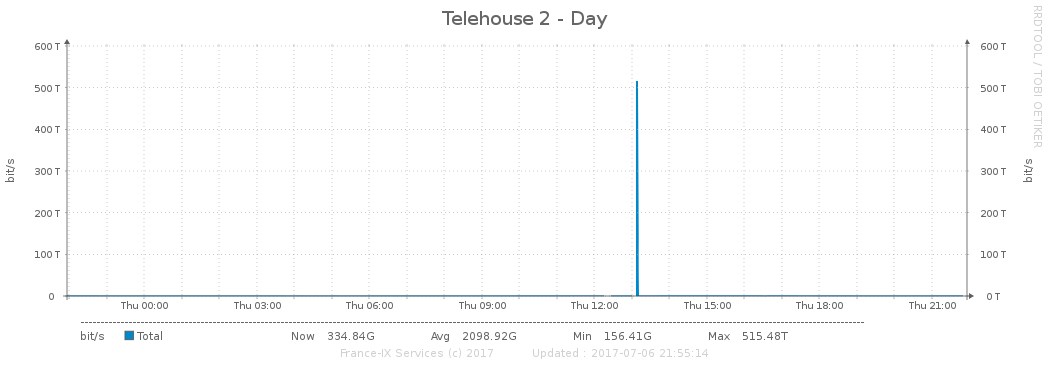 Telehouse 2 - Day
RRDTOOL / TOBI OETIKER
600 T 600 T
500 T 500 T
400 T 400 T
300 T 300 T
200 T 200 T
100 T 100 T
0 0 T
bit/s bit/s
Thu 00:00 Thu 03:00 Thu 06:00 Thu 09:00 Thu 12:00 Thu 15:00 Thu 18:00 Thu 21:00
bit/s Total Now 334.84G Avg 2098.92G Min 156.41G Max 515.48T
France-IX Services (c) 2017 Updated : 2017-07-06 21:55:14